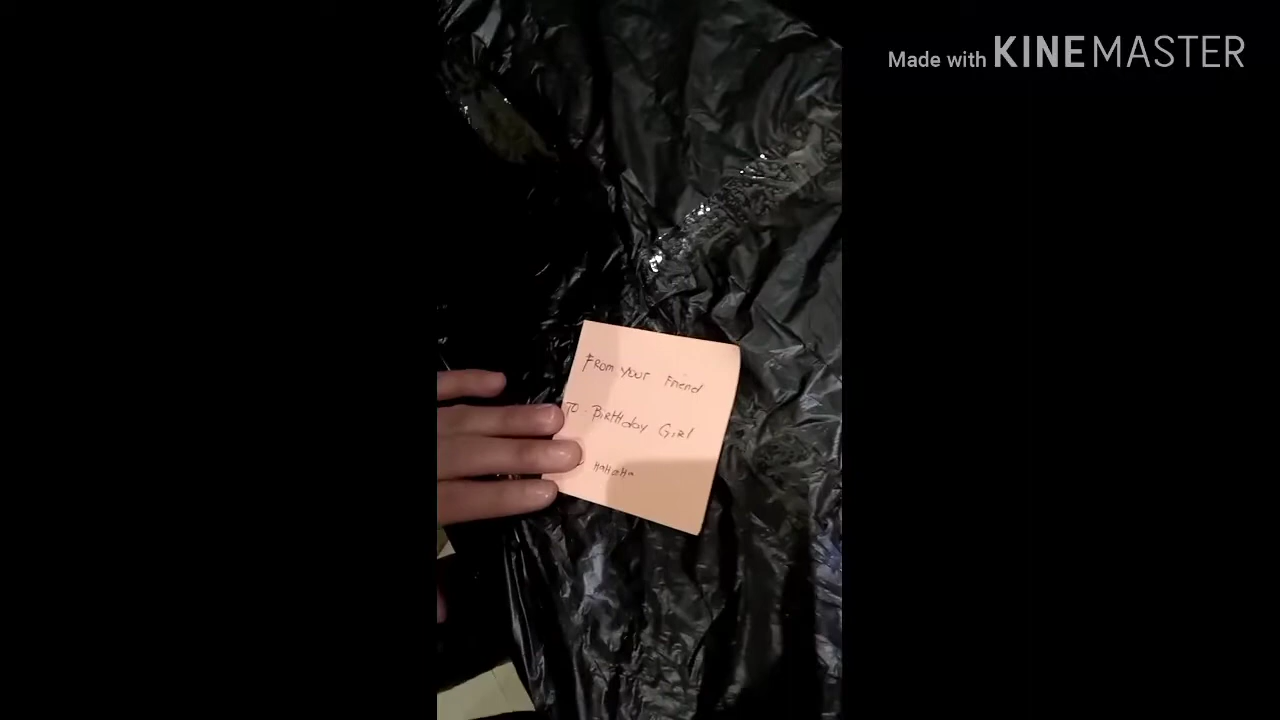 Made with KINEMASTER
From your Friend
To - Birthday Girl
HaHaHa